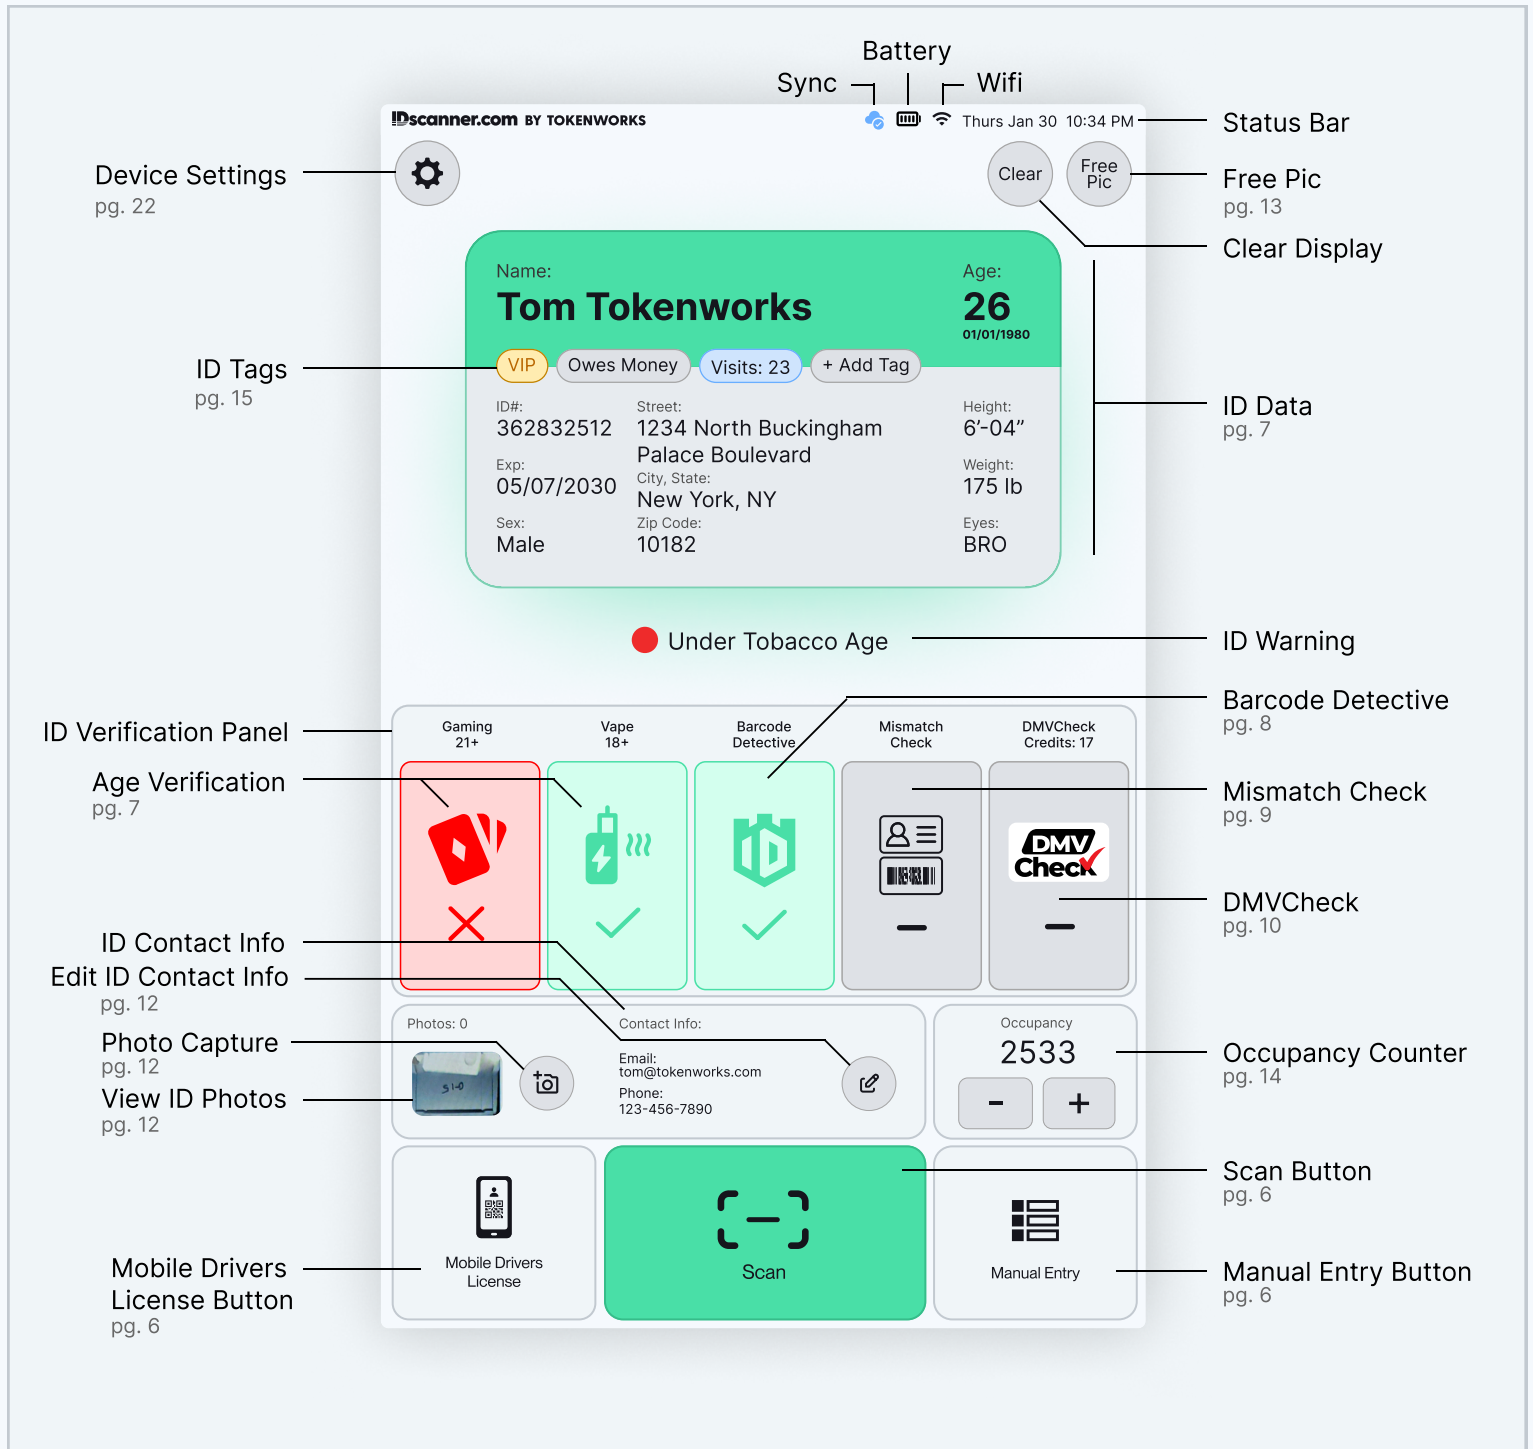 Battery
Sync
Wifi
IDscanner.com BY TOKENWORKS
Thurs Jan 30 10:34 PM
Status Bar
Device Settings
pg. 22
Clear
Free
Pic
Free Pic
pg. 13
Clear Display
Name:
Tom Tokenworks
Age:
26
01/01/1980
ID Tags
pg. 15
VIP
Owes Money
Visits: 23
+ Add Tag
ID#:
362832512
Exp:
05/07/2030
Sex:
Male
Street:
1234 North Buckingham
Palace Boulevard
City, State:
New York, NY
Zip Code:
10182
Height:
6'-04”
Weight:
175 lb
Eyes:
BRO
ID Data
pg. 7
Under Tobacco Age
ID Warning
Barcode Detective
pg. 8
ID Verification Panel
Age Verification
pg. 7
Gaming
21+
Vape
18+
Barcode
Detective
Mismatch
Check
DMVCheck
Credits: 17
DMV
Check
Mismatch Check
pg. 9
DMVCheck
pg. 10
ID Contact Info
Edit ID Contact Info
pg. 12
Photo Capture
pg. 12
View ID Photos
pg. 12
Photos: 0
51-0
Contact Info:
Email:
tom@tokenworks.com
Phone:
123-456-7890
Occupancy
2533
-
+
Occupancy Counter
pg. 14
Scan Button
pg. 6
Mobile Drivers
License
Scan
Manual Entry
Mobile Drivers
License Button
pg. 6
Manual Entry Button
pg. 6